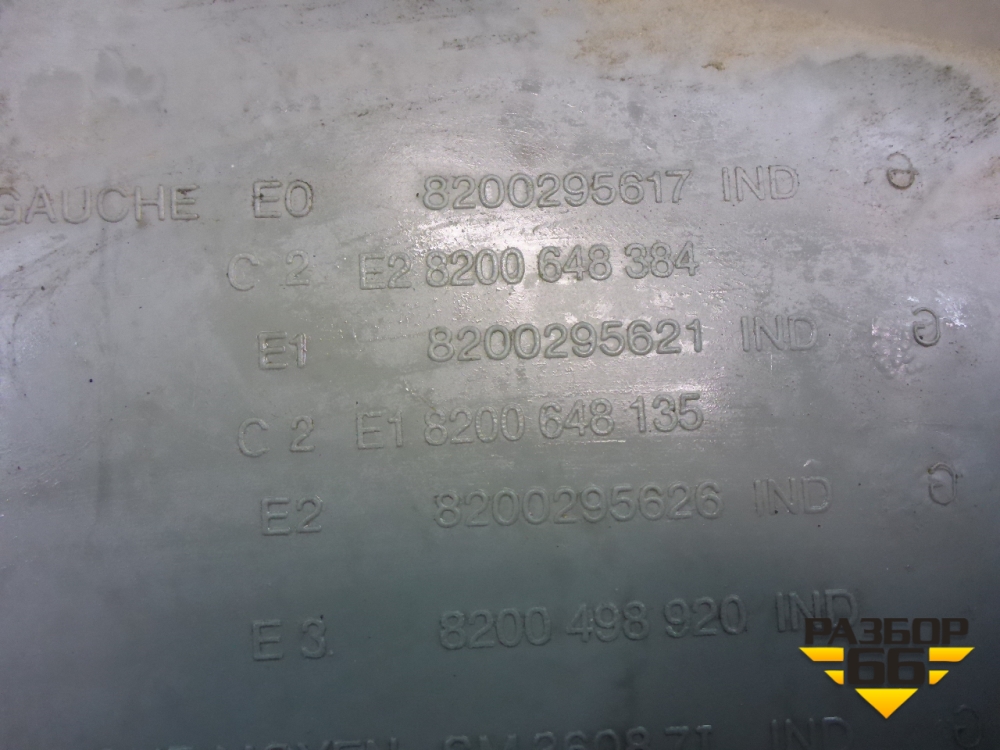 GAUCHE E0 8200295617 IND G
C 2 E2 8200 648 384
E1 8200295621 IND G
C 2 E1 8200 648 135
E2 8200295626 IND G
E 3 8200 498 920 IND
РАЗБОР
66
IND G